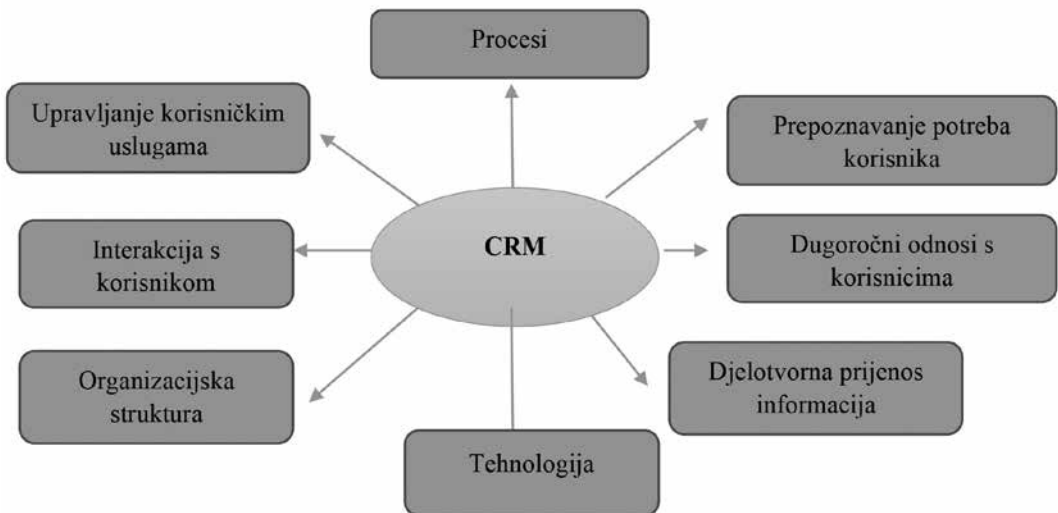 Procesi
Upravljanje korisničkim
uslugama
Prepoznavanje potreba
korisnika
Interakcija s
korisnikom
CRM
Dugoročni odnosi s
korisnicima
Organizacijska
struktura
Djelotvorna prijenos
informacija
Tehnologija